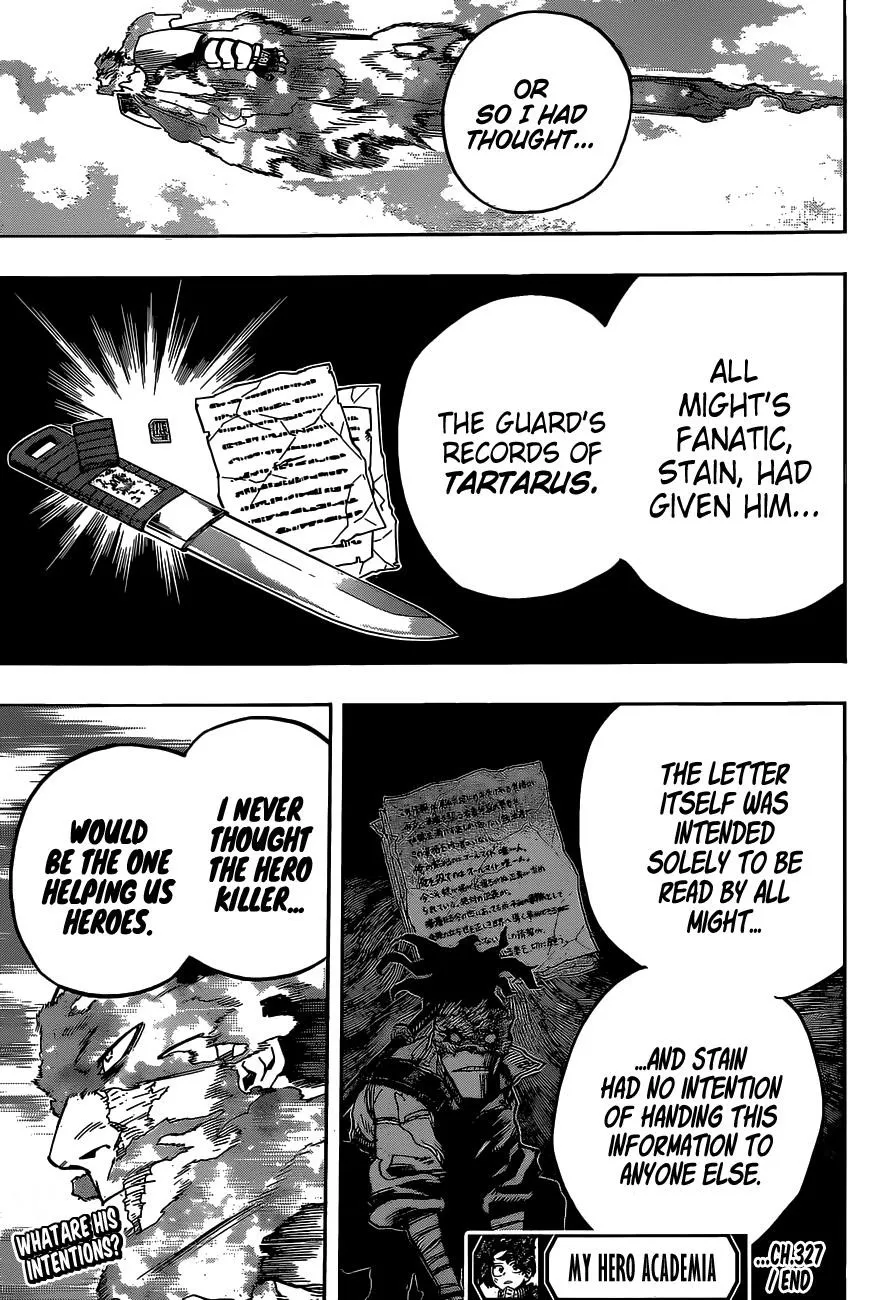 OR
SO I HAD
THOUGHT...
ALL
MIGHT'S
FANATIC,
STAIN, HAD
GIVEN HIM...
THE GUARD'S
RECORDS OF
TARTARUS.
THE LETTER
ITSELF WAS
INTENDED
SOLELY TO BE
READ BY ALL
MIGHT...
...AND STAIN
HAD NO INTENTION
OF HANDING THIS
INFORMATION TO
ANYONE ELSE.
I NEVER
THOUGHT
THE HERO
KILLER...
WOULD
BE THE ONE
HELPING US
HEROES.
WHAT ARE HIS
INTENTIONS?
MY HERO ACADEMIA
...CH.327
/ END